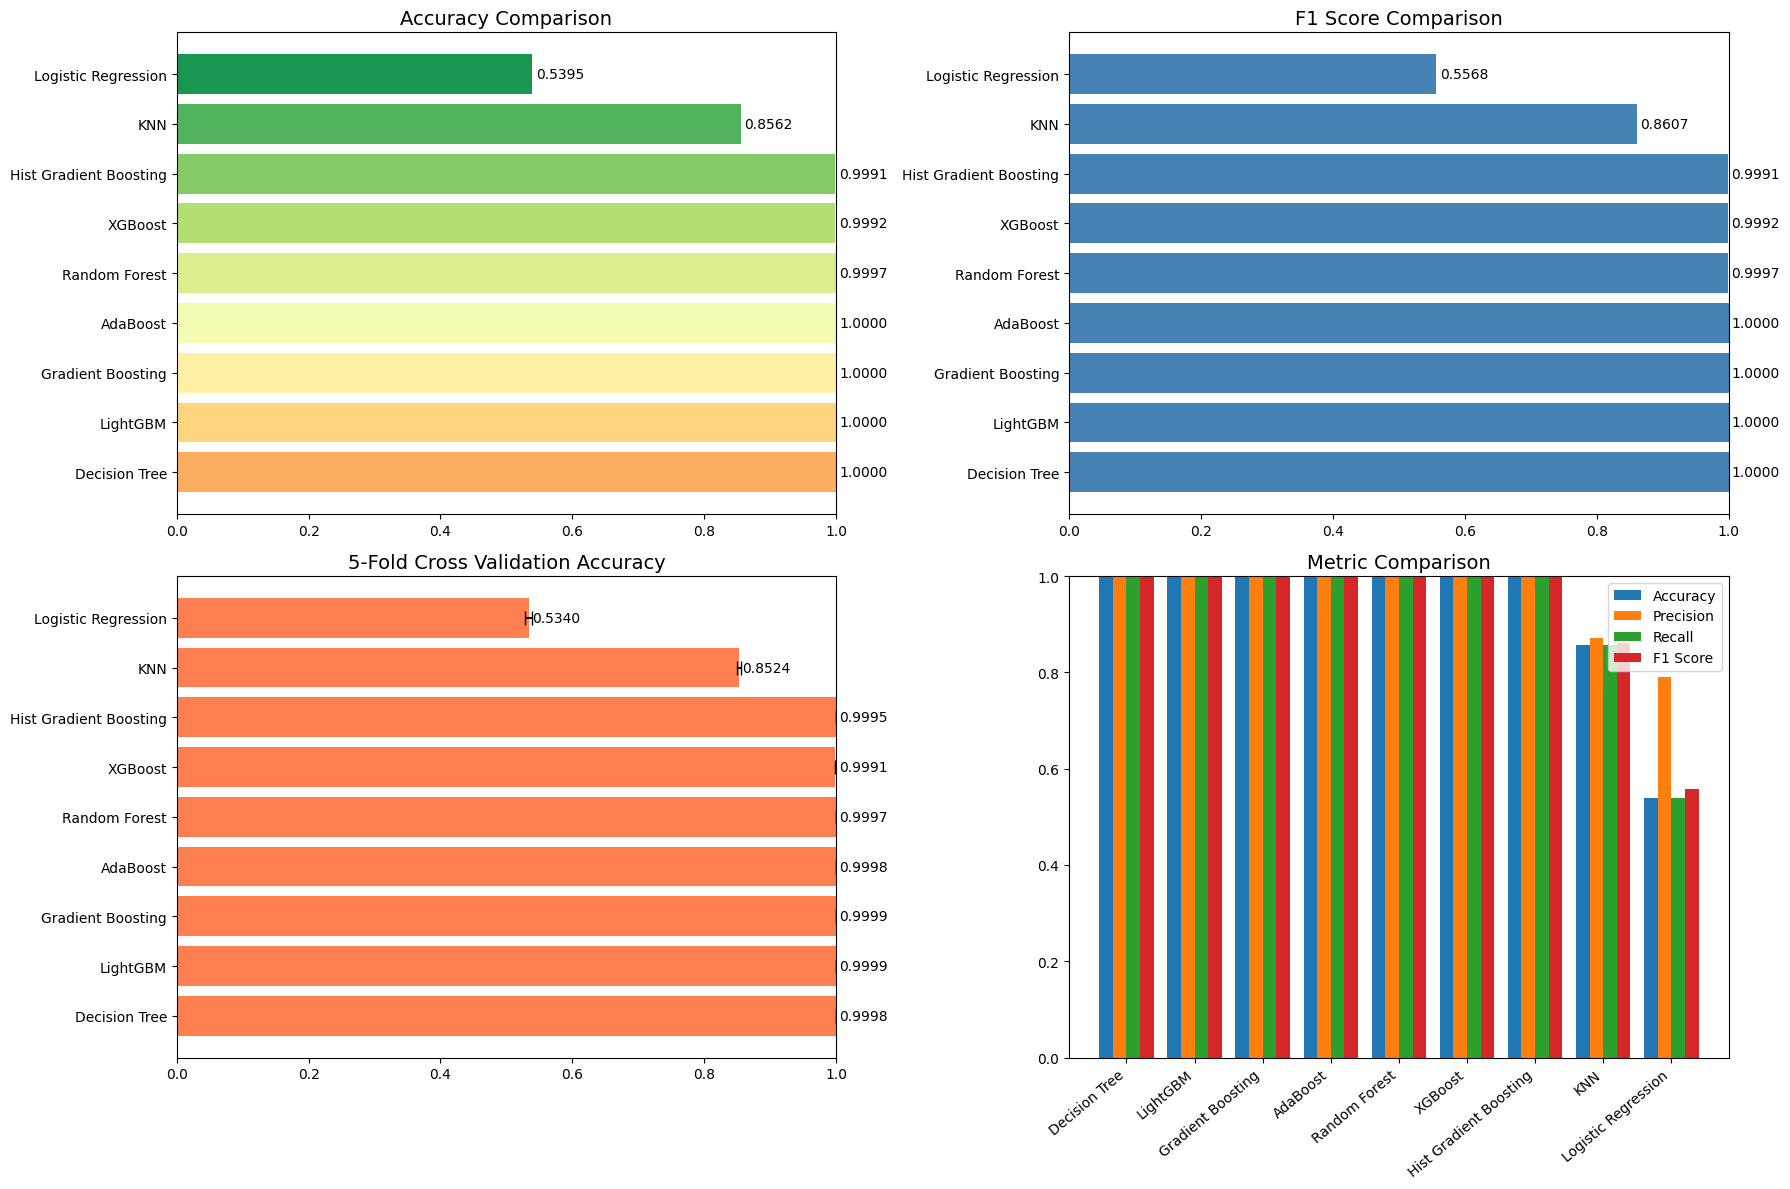 Accuracy Comparison
Logistic Regression 0.5395
KNN 0.8562
Hist Gradient Boosting 0.9991
XGBoost 0.9992
Random Forest 0.9997
AdaBoost 1.0000
Gradient Boosting 1.0000
LightGBM 1.0000
Decision Tree 1.0000
0.0 0.2 0.4 0.6 0.8 1.0
F1 Score Comparison
Logistic Regression 0.5568
KNN 0.8607
Hist Gradient Boosting 0.9991
XGBoost 0.9992
Random Forest 0.9997
AdaBoost 1.0000
Gradient Boosting 1.0000
LightGBM 1.0000
Decision Tree 1.0000
0.0 0.2 0.4 0.6 0.8 1.0
5-Fold Cross Validation Accuracy
Logistic Regression 0.5340
KNN 0.8524
Hist Gradient Boosting 0.9995
XGBoost 0.9991
Random Forest 0.9997
AdaBoost 0.9998
Gradient Boosting 0.9999
LightGBM 0.9999
Decision Tree 0.9998
0.0 0.2 0.4 0.6 0.8 1.0
Metric Comparison
1.0
0.8
0.6
0.4
0.2
0.0
Accuracy
Precision
Recall
F1 Score
Decision Tree
LightGBM
Gradient Boosting
AdaBoost
Random Forest
XGBoost
Hist Gradient Boosting
KNN
Logistic Regression